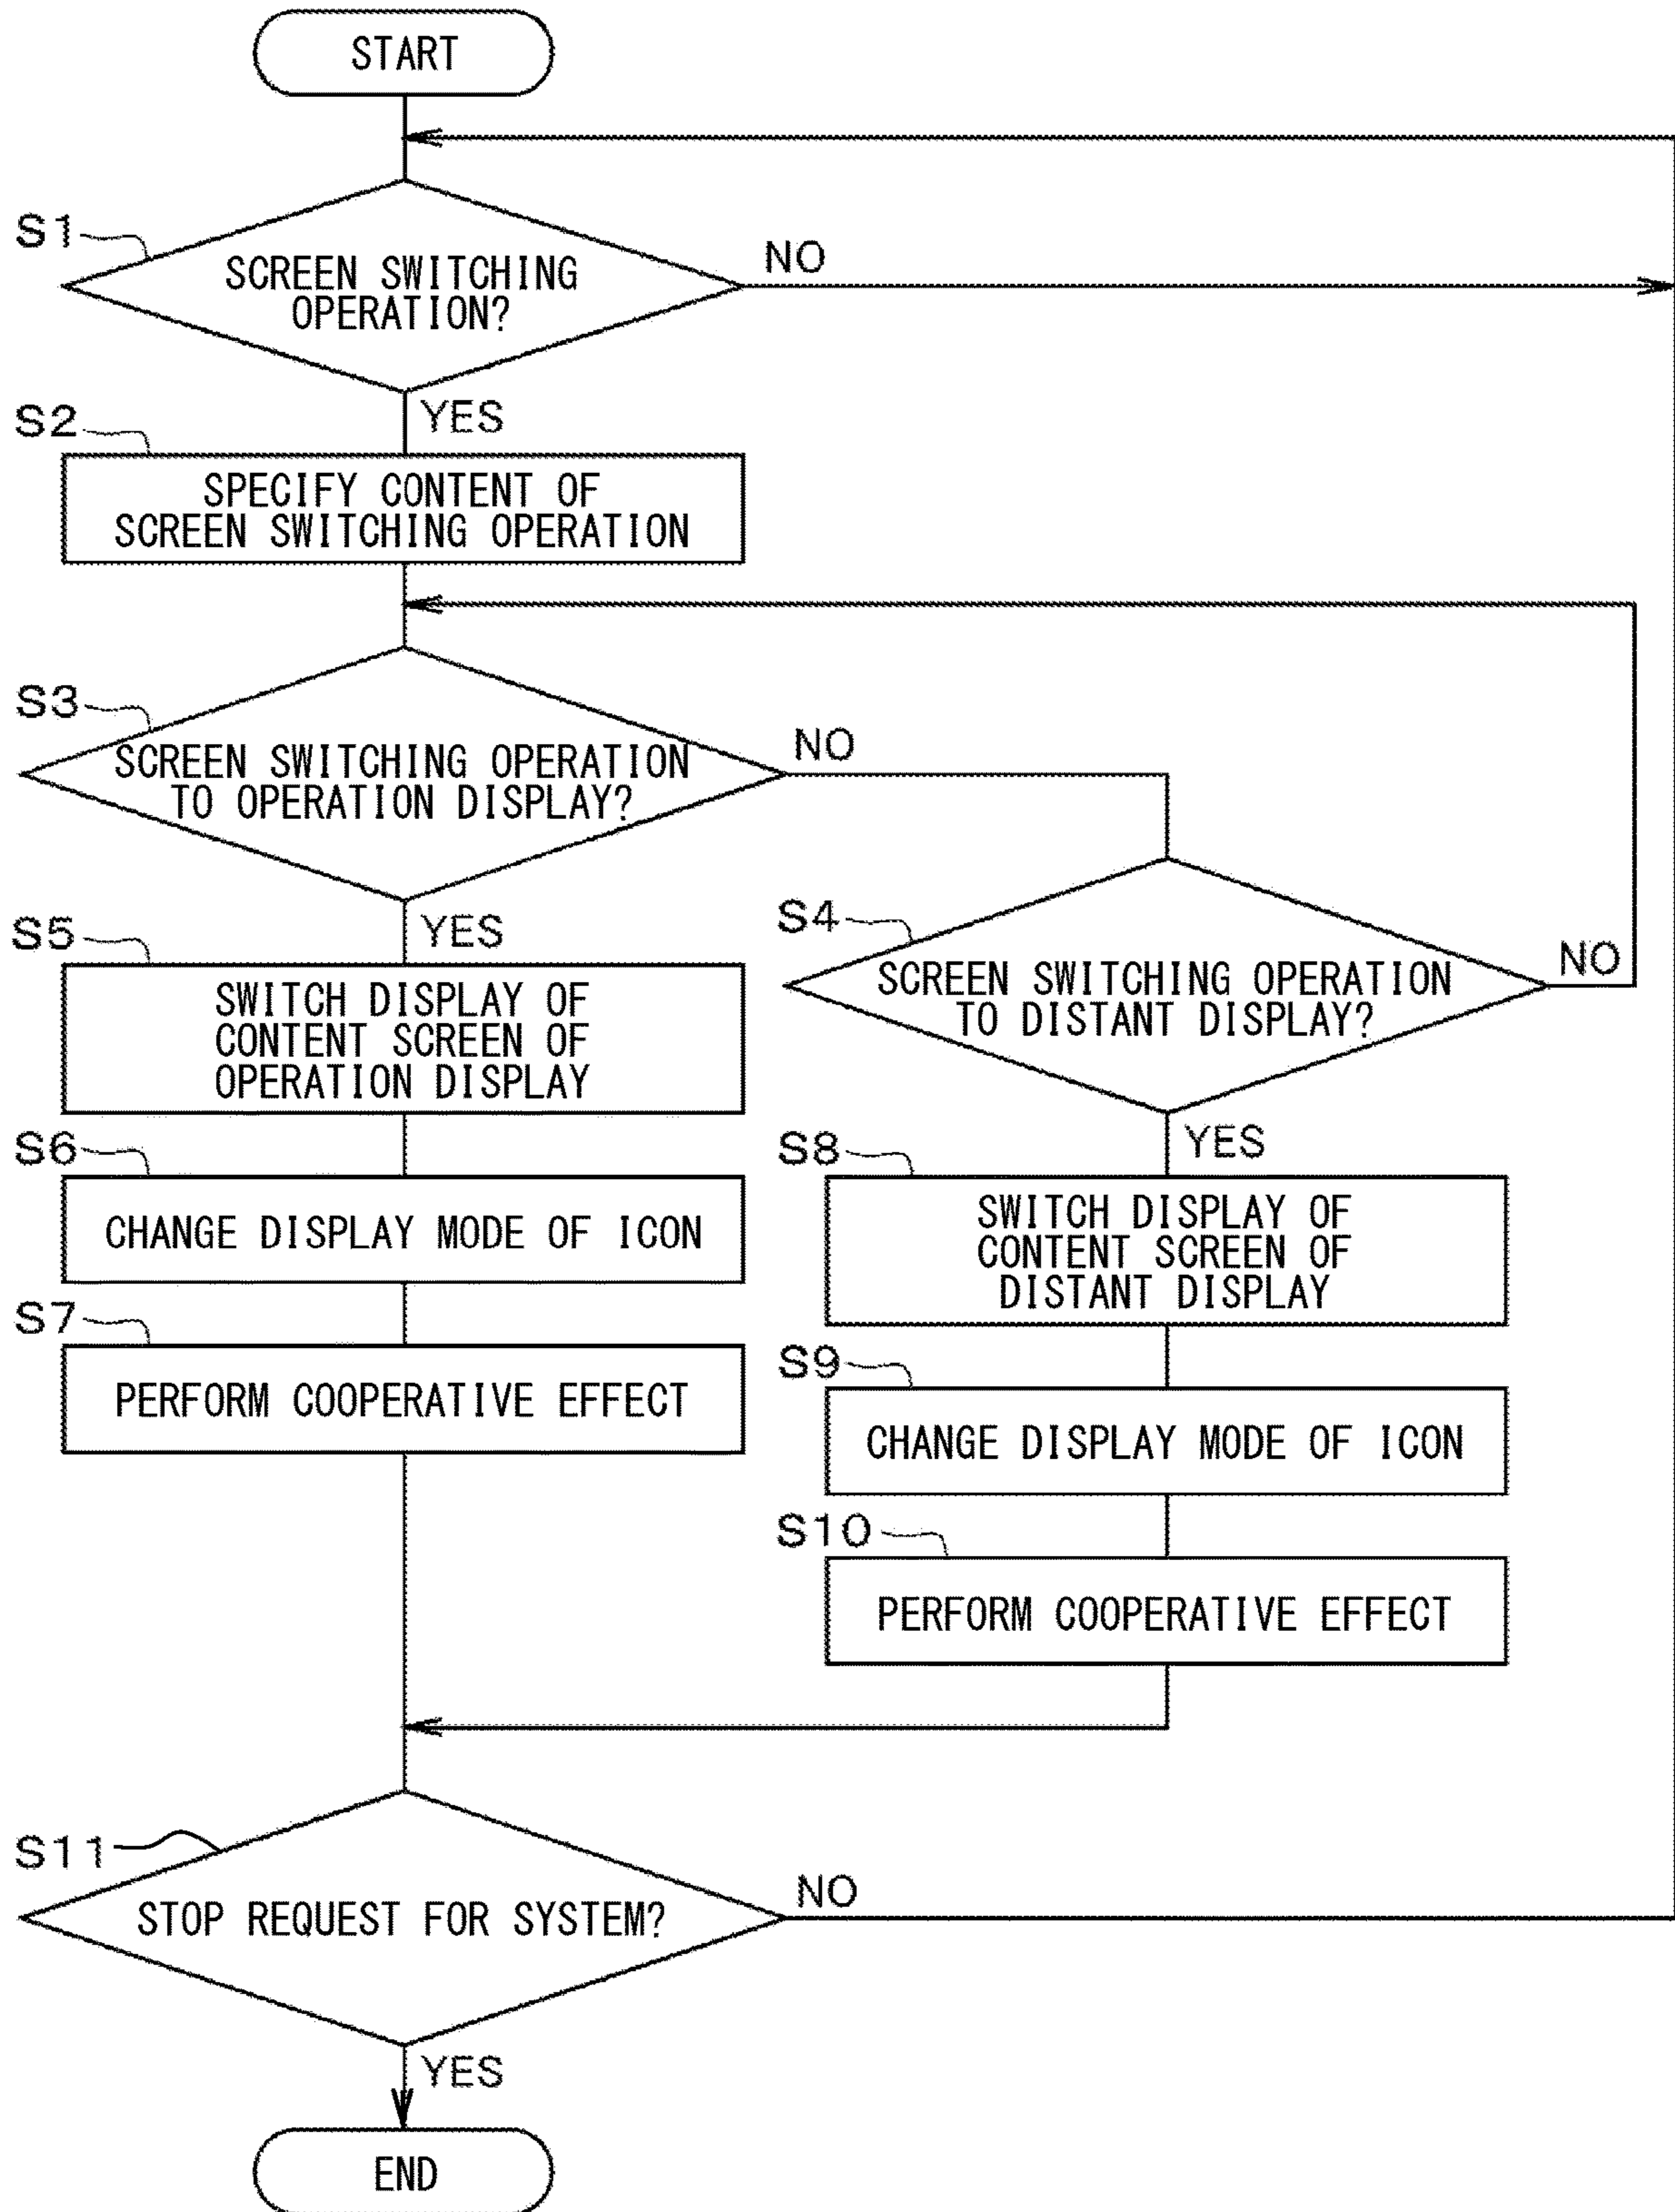 START
S1
SCREEN SWITCHING
OPERATION?
NO
YES
S2
SPECIFY CONTENT OF
SCREEN SWITCHING OPERATION
S3
SCREEN SWITCHING OPERATION
TO OPERATION DISPLAY?
NO
YES
S4
SCREEN SWITCHING OPERATION
TO DISTANT DISPLAY?
NO
YES
S5
SWITCH DISPLAY OF
CONTENT SCREEN OF
OPERATION DISPLAY
S6
CHANGE DISPLAY MODE OF ICON
S7
PERFORM COOPERATIVE EFFECT
S8
SWITCH DISPLAY OF
CONTENT SCREEN OF
DISTANT DISPLAY
S9
CHANGE DISPLAY MODE OF ICON
S10
PERFORM COOPERATIVE EFFECT
S11
STOP REQUEST FOR SYSTEM?
NO
YES
END